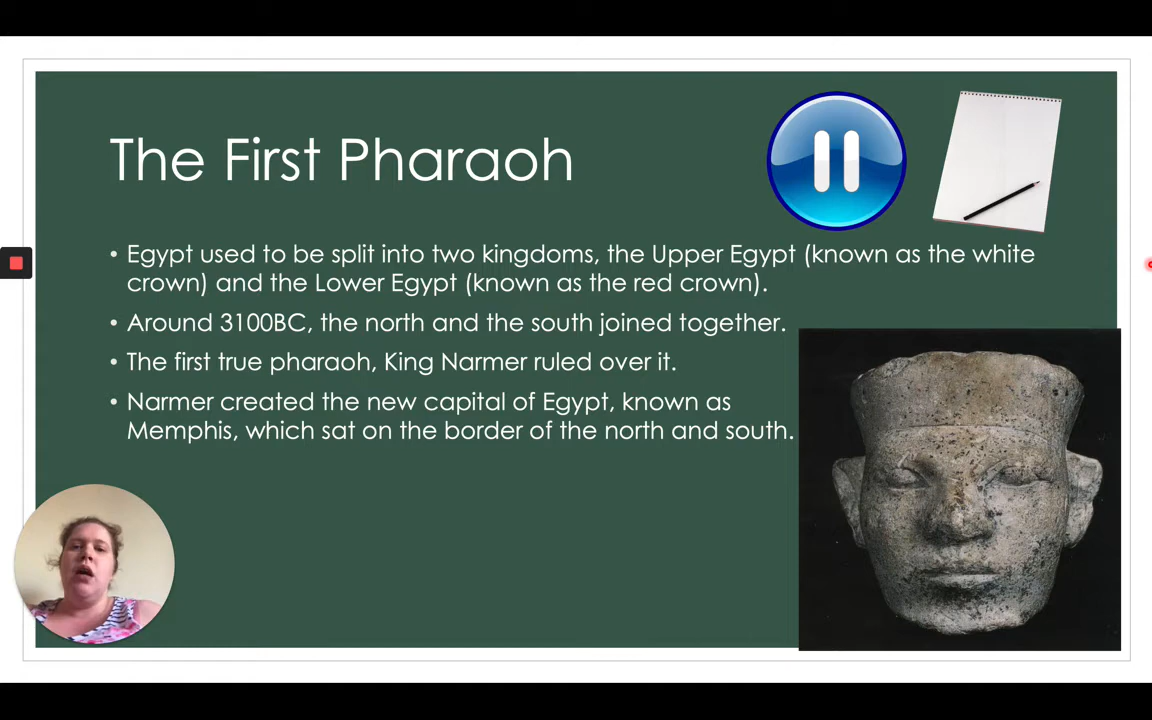 The First Pharaoh
• Egypt used to be split into two kingdoms, the Upper Egypt (known as the white
crown) and the Lower Egypt (known as the red crown).
• Around 3100BC, the north and the south joined together.
• The first true pharaoh, King Narmer ruled over it.
• Narmer created the new capital of Egypt, known as
Memphis, which sat on the border of the north and south.